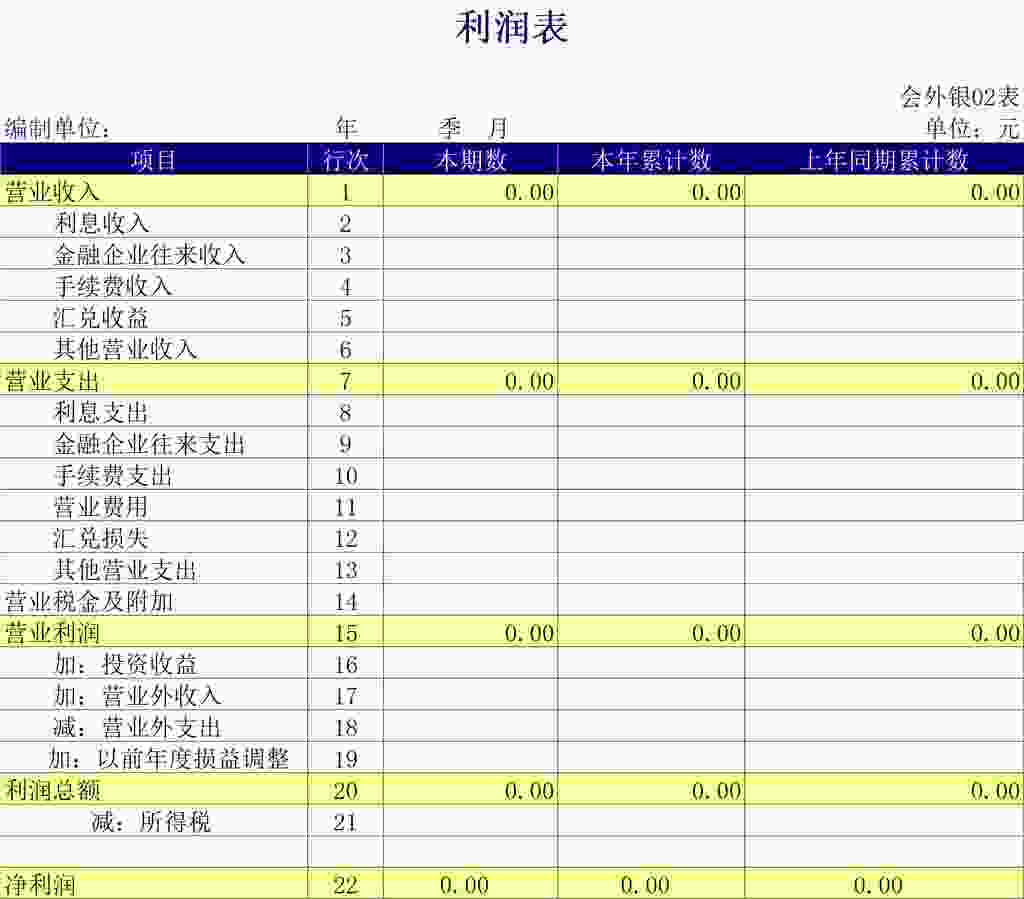 利润表
会外银02表
编制单位： 年 季 月 单位：元
项目 行次 本期数 本年累计数 上年同期累计数
营业收入 1 0.00 0.00 0.00
利息收入 2
金融企业往来收入 3
手续费收入 4
汇兑收益 5
其他营业收入 6
营业支出 7 0.00 0.00 0.00
利息支出 8
金融企业往来支出 9
手续费支出 10
营业费用 11
汇兑损失 12
其他营业支出 13
营业税金及附加 14
营业利润 15 0.00 0.00 0.00
加：投资收益 16
加：营业外收入 17
减：营业外支出 18
加：以前年度损益调整 19
利润总额 20 0.00 0.00 0.00
减：所得税 21
净利润 22 0.00 0.00 0.00